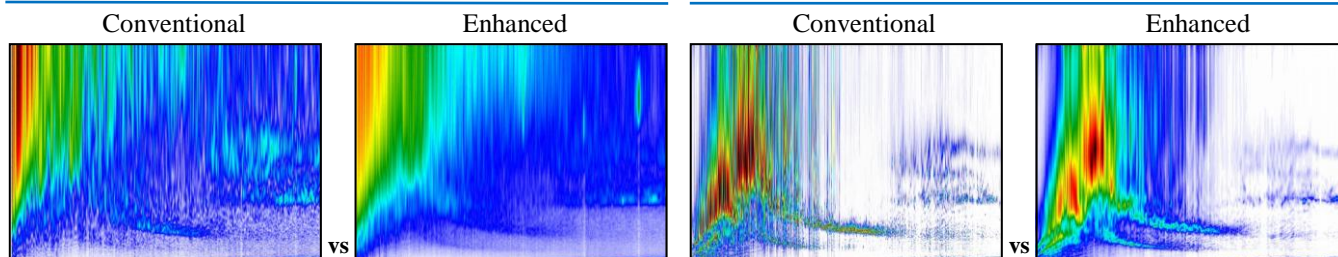 Conventional
Enhanced
Conventional
Enhanced
vs
vs